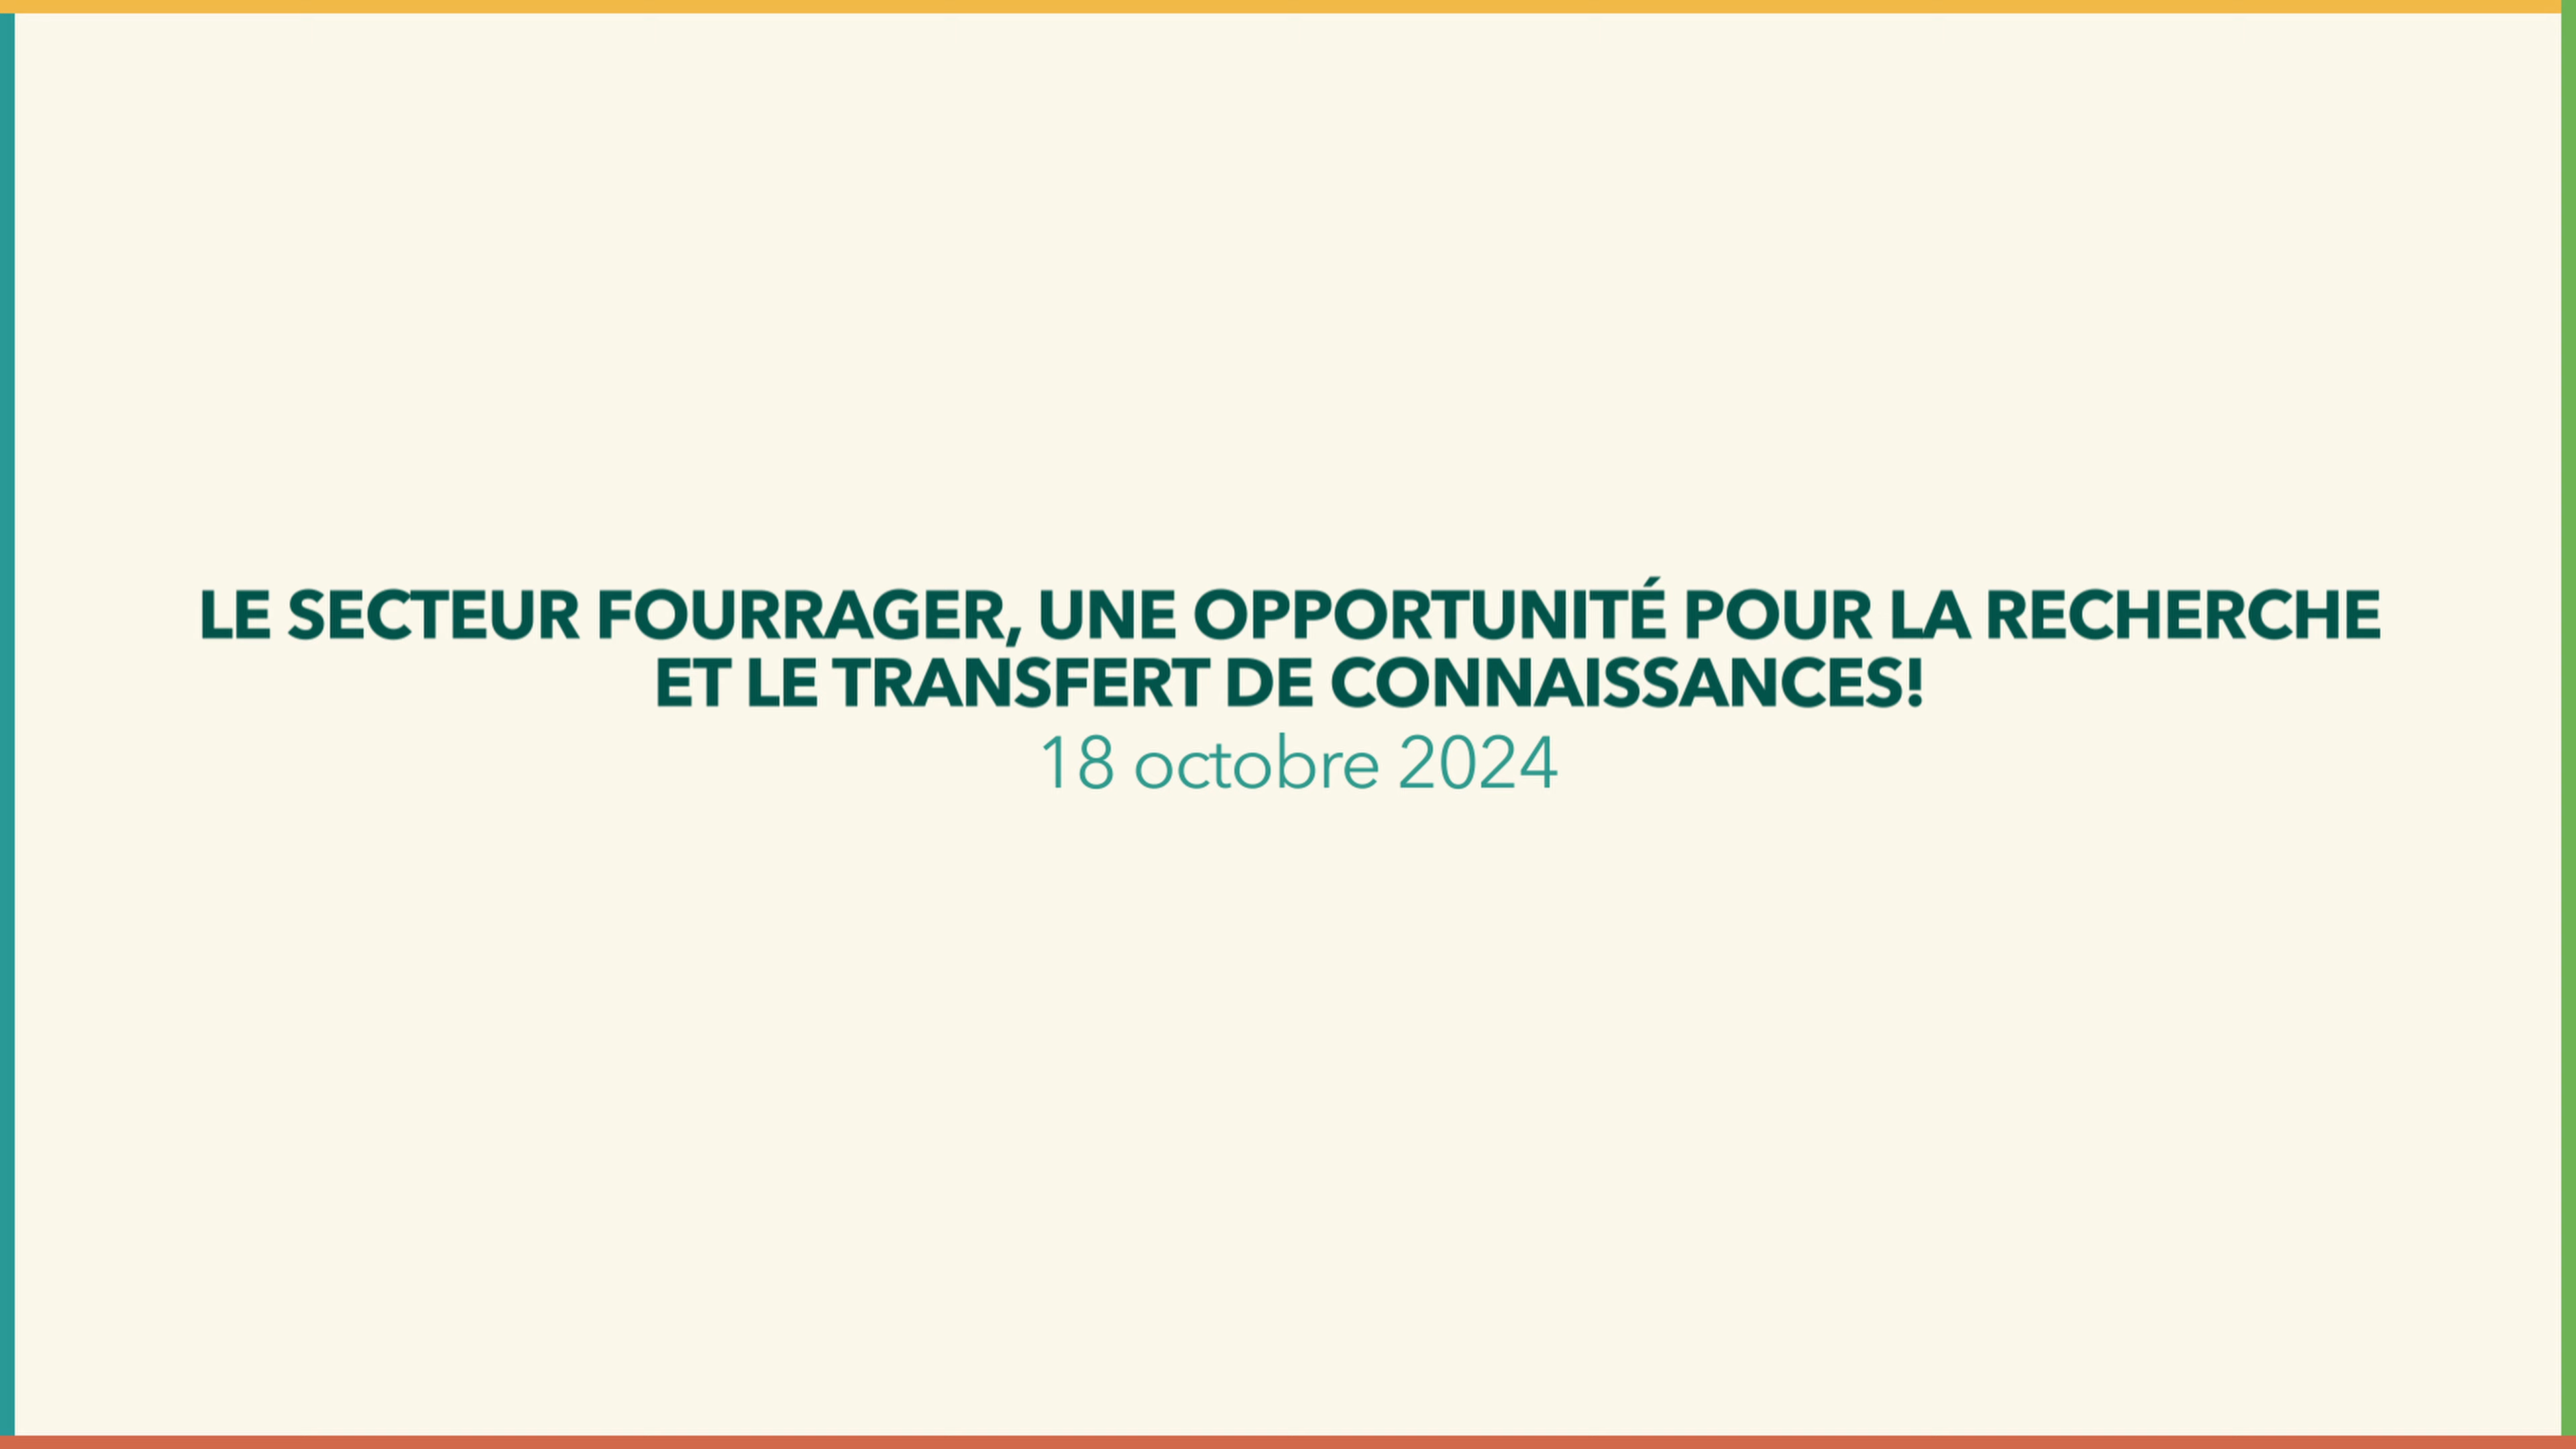 LE SECTEUR FOURRAGER, UNE OPPORTUNITÉ POUR LA RECHERCHE
ET LE TRANSFERT DE CONNAISSANCES!
18 octobre 2024